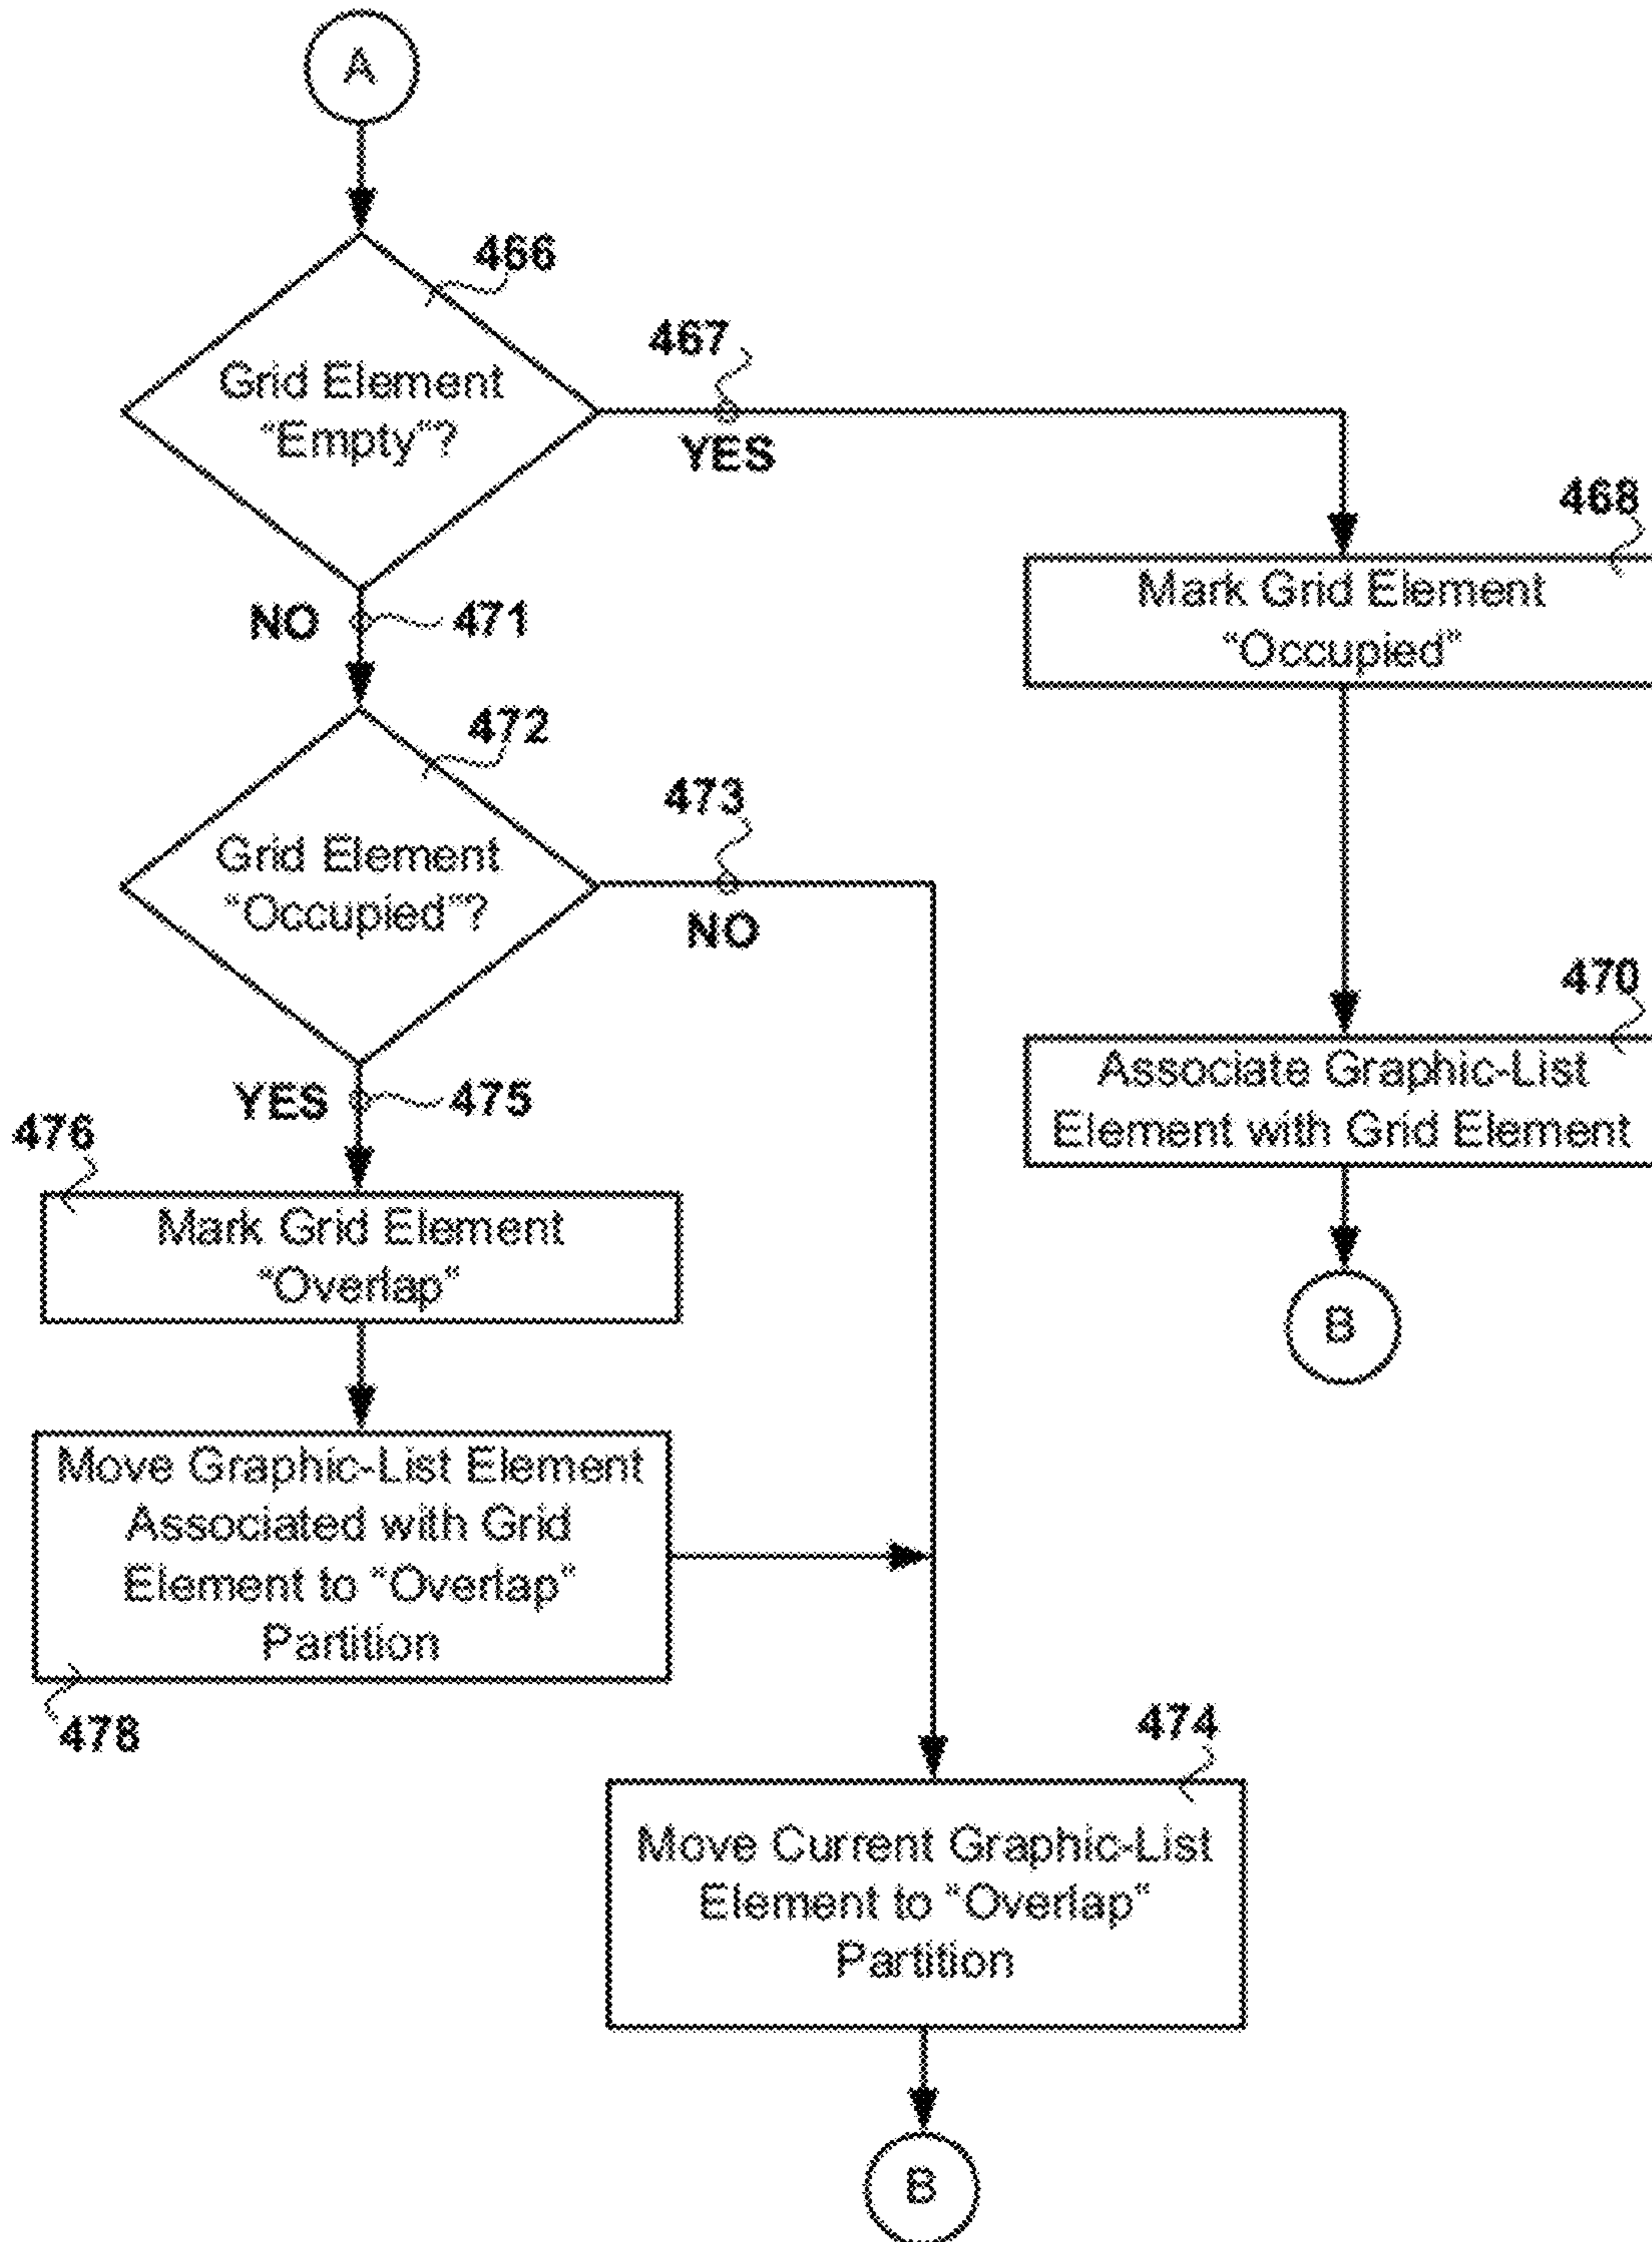 A
466
Grid Element
“Empty”?
467
YES
468
Mark Grid Element
“Occupied”
NO
471
472
Grid Element
“Occupied”?
473
NO
470
Associate Graphic-List
Element with Grid Element
YES
475
476
Mark Grid Element
“Overlap“
B
Move Graphic-List Element
Associated with Grid
Element to “Overlap”
Partition
478
474
Move Current Graphic-List
Element to “Overlap“
Partition
B